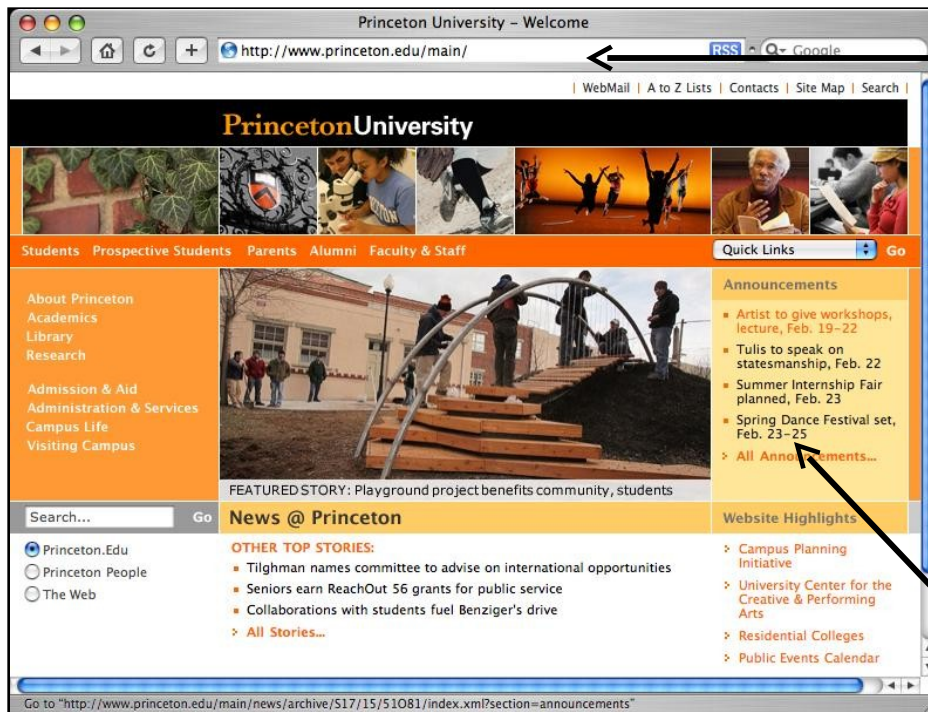 Princeton University – Welcome
http://www.princeton.edu/main/
RSS
Google
| WebMail | A to Z Lists | Contacts | Site Map | Search |
PrincetonUniversity
Students Prospective Students Parents Alumni Faculty & Staff
Quick Links
Go
About Princeton
Academics
Library
Research
Admission & Aid
Administration & Services
Campus Life
Visiting Campus
FEATURED STORY: Playground project benefits community, students
Announcements
Artist to give workshops,
lecture, Feb. 19-22
Tulis to speak on
statesmanship, Feb. 22
Summer Internship Fair
planned, Feb. 23
Spring Dance Festival set,
Feb. 23-25
All Announcements...
Search...
Go
Princeton.Edu
Princeton People
The Web
News @ Princeton
OTHER TOP STORIES:
Tilghman names committee to advise on international opportunities
Seniors earn ReachOut 56 grants for public service
Collaborations with students fuel Benziger's drive
All Stories...
Website Highlights
Campus Planning
Initiative
University Center for the
Creative & Performing
Arts
Residential Colleges
Public Events Calendar
Go to "http://www.princeton.edu/main/news/archive/S17/15/51O81/index.xml?section=announcements"